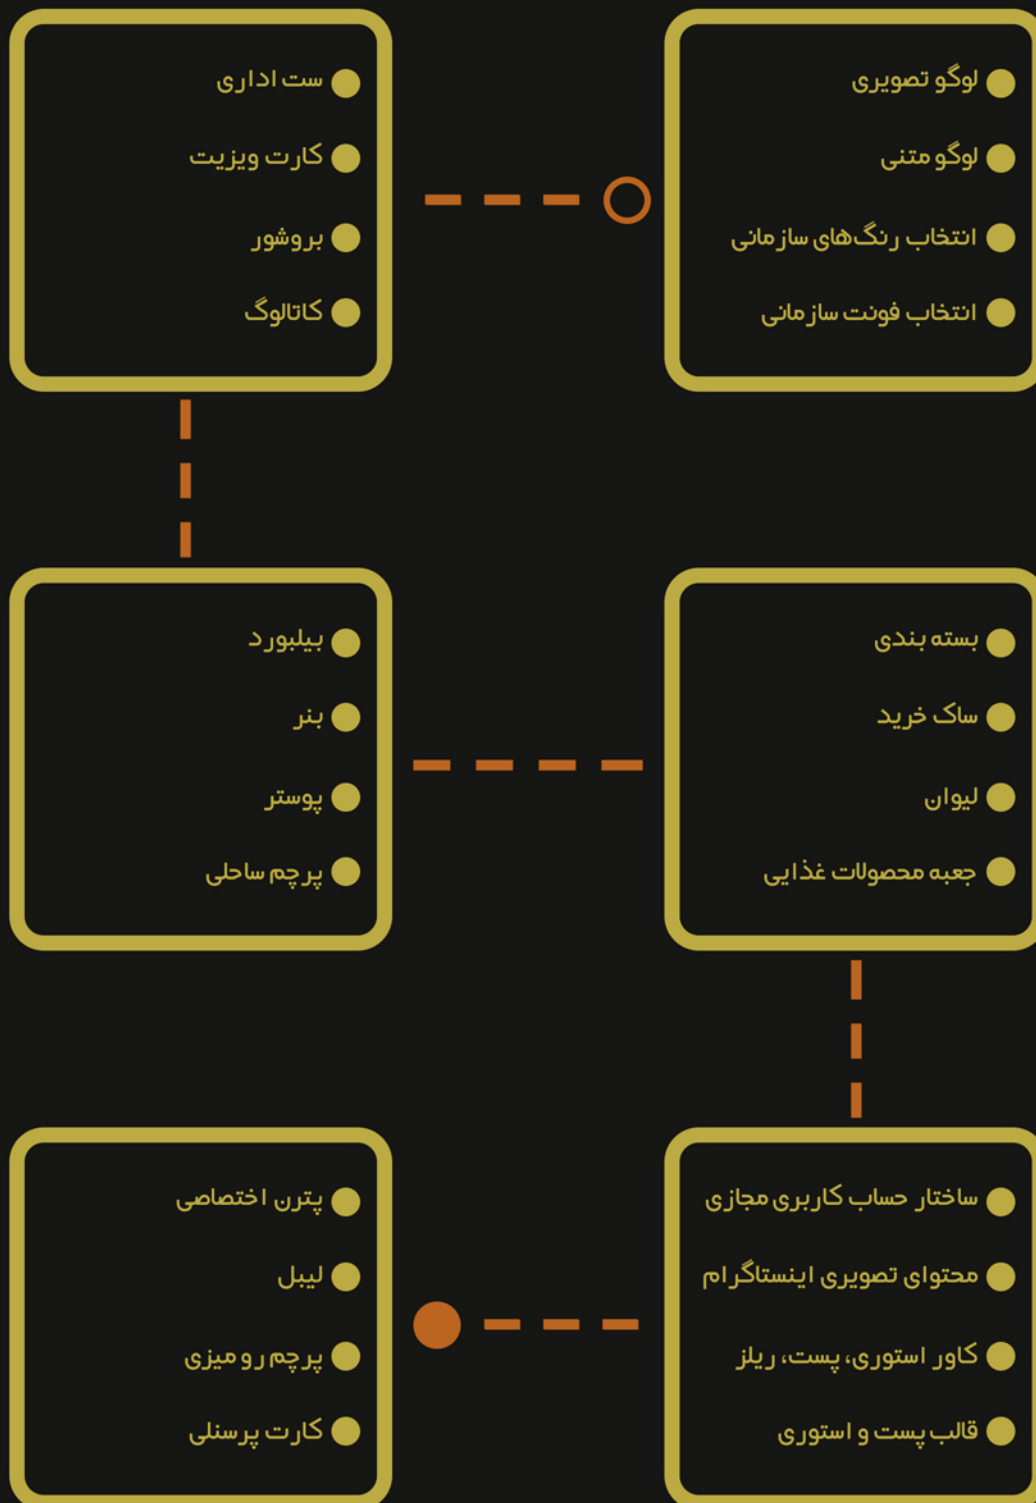 لوگو تصویری
لوگو متنی
انتخاب رنگ‌های سازمانی
انتخاب فونت سازمانی
ست اداری
کارت ویزیت
بروشور
کاتالوگ
بیلبورد
بنر
پوستر
پرچم ساحلی
بسته بندی
ساک خرید
لیوان
جعبه محصولات غذایی
ساختار حساب کاربری مجازی
محتوای تصویری اینستاگرام
کاور استوری، پست، ریلز
قالب پست و استوری
پترن اختصاصی
لیبل
پرچم رومیزی
کارت پرسنلی